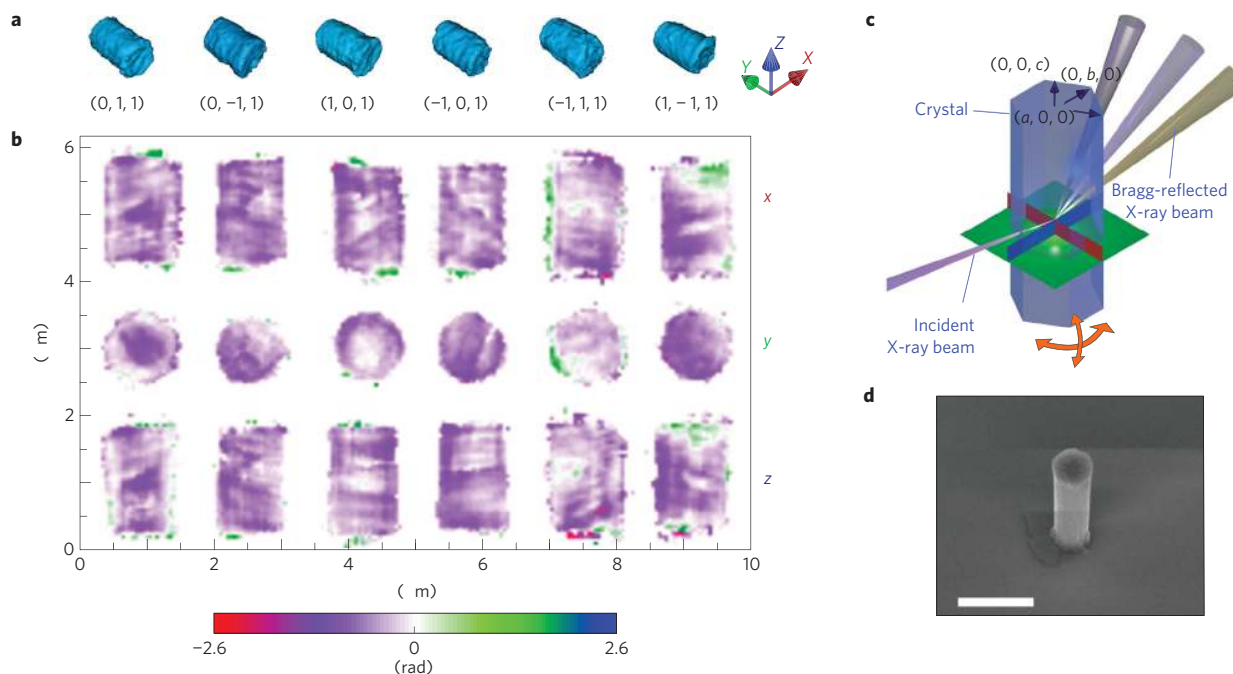 a
(0, 1, 1)
(0, −1, 1)
(1, 0, 1)
(−1, 0, 1)
(−1, 1, 1)
(1, −1, 1)
Z
Y
X
b
6
4
2
0
( m)
0
2
4
6
8
10
( m)
x
y
z
−2.6
0
2.6
(rad)
c
(0, 0, c)
(0, b, 0)
(a, 0, 0)
Crystal
Bragg-reflected
X-ray beam
Incident
X-ray beam
d